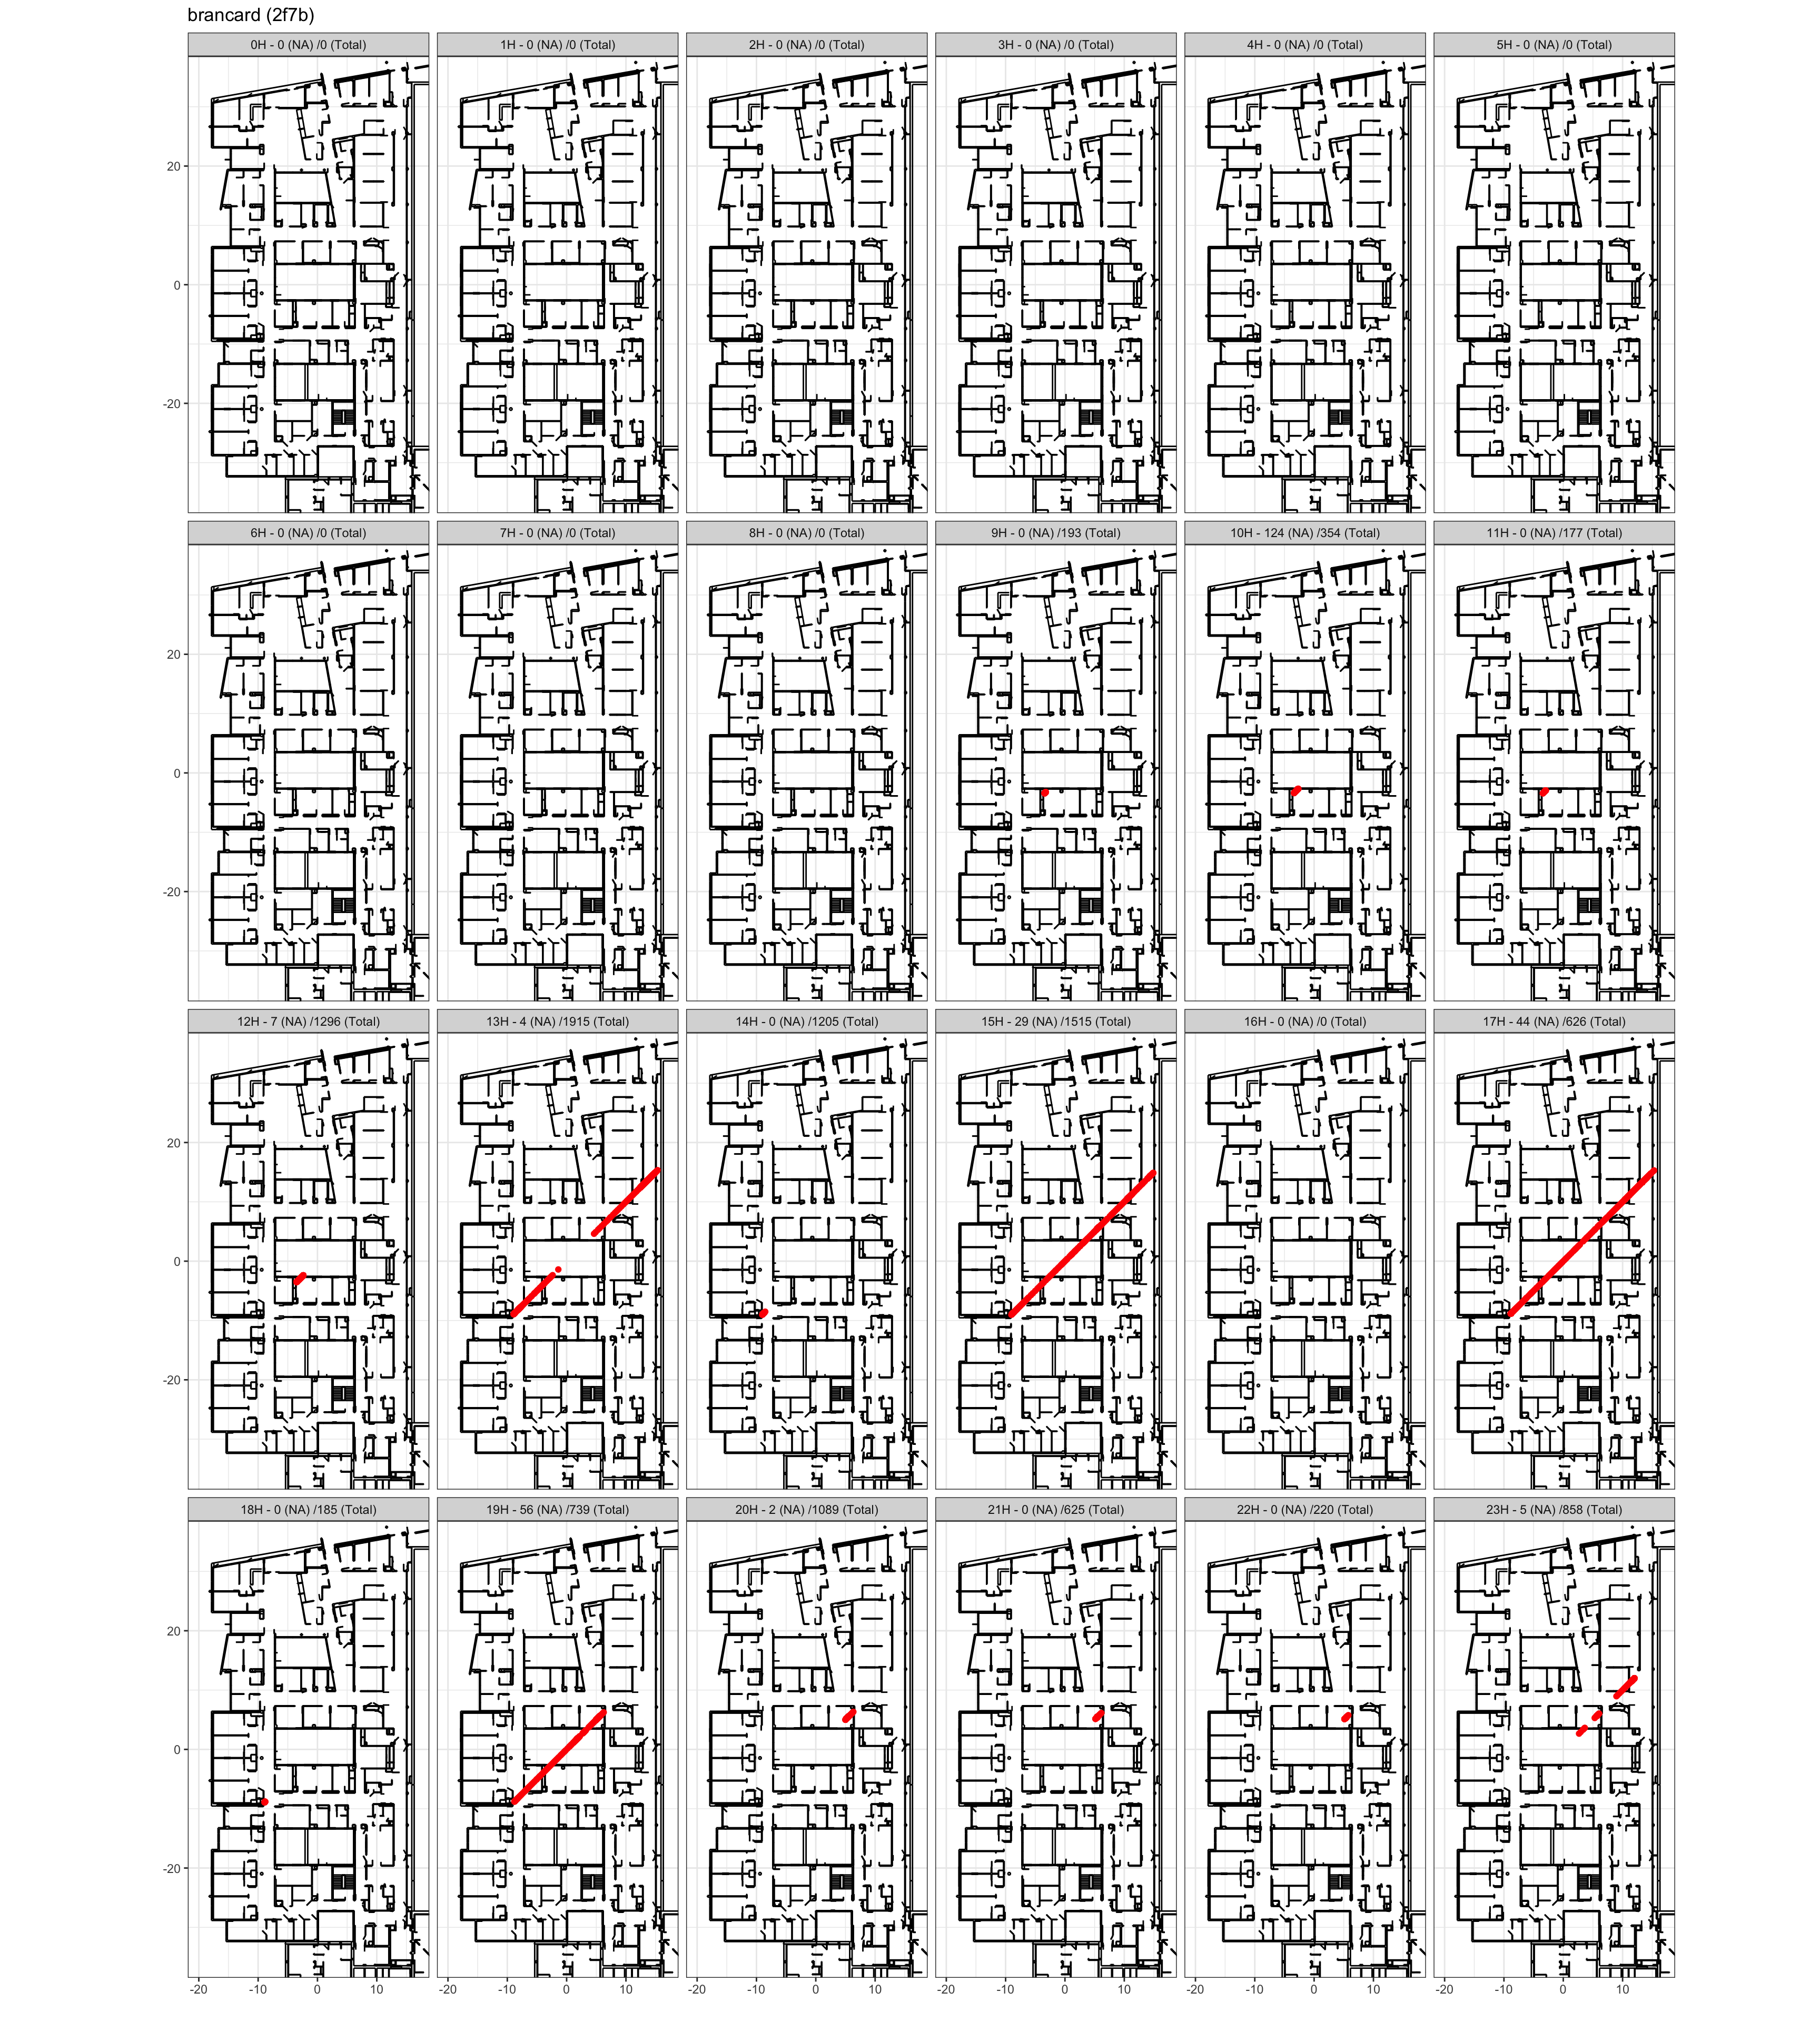 brancard (2f7b)
0H - 0 (NA) /0 (Total) 1H - 0 (NA) /0 (Total) 2H - 0 (NA) /0 (Total) 3H - 0 (NA) /0 (Total) 4H - 0 (NA) /0 (Total) 5H - 0 (NA) /0 (Total)
20
0
-20
6H - 0 (NA) /0 (Total) 7H - 0 (NA) /0 (Total) 8H - 0 (NA) /0 (Total) 9H - 0 (NA) /193 (Total) 10H - 124 (NA) /354 (Total) 11H - 0 (NA) /177 (Total)
20
0
-20
12H - 7 (NA) /1296 (Total) 13H - 4 (NA) /1915 (Total) 14H - 0 (NA) /1205 (Total) 15H - 29 (NA) /1515 (Total) 16H - 0 (NA) /0 (Total) 17H - 44 (NA) /626 (Total)
20
0
-20
18H - 0 (NA) /185 (Total) 19H - 56 (NA) /739 (Total) 20H - 2 (NA) /1089 (Total) 21H - 0 (NA) /625 (Total) 22H - 0 (NA) /220 (Total) 23H - 5 (NA) /858 (Total)
20
0
-20
-20 -10 0 10 -20 -10 0 10 -20 -10 0 10 -20 -10 0 10 -20 -10 0 10 -20 -10 0 10